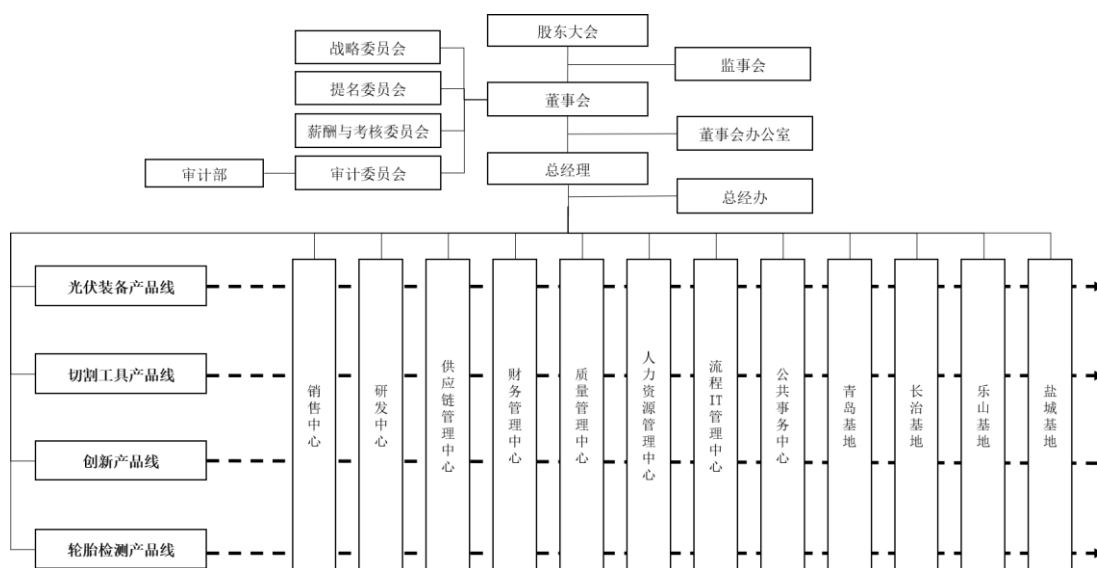 股东大会
战略委员会
监事会
提名委员会
董事会
薪酬与考核委员会
董事会办公室
审计部
审计委员会
总经理
总经办
光伏装备产品线
切割工具产品线
创新产品线
轮胎检测产品线
销售中心
研发中心
供应链管理中心
财务管理中心
质量管理中心
人力资源管理中心
流程IT管理中心
公共事务中心
青岛基地
长治基地
乐山基地
盐城基地